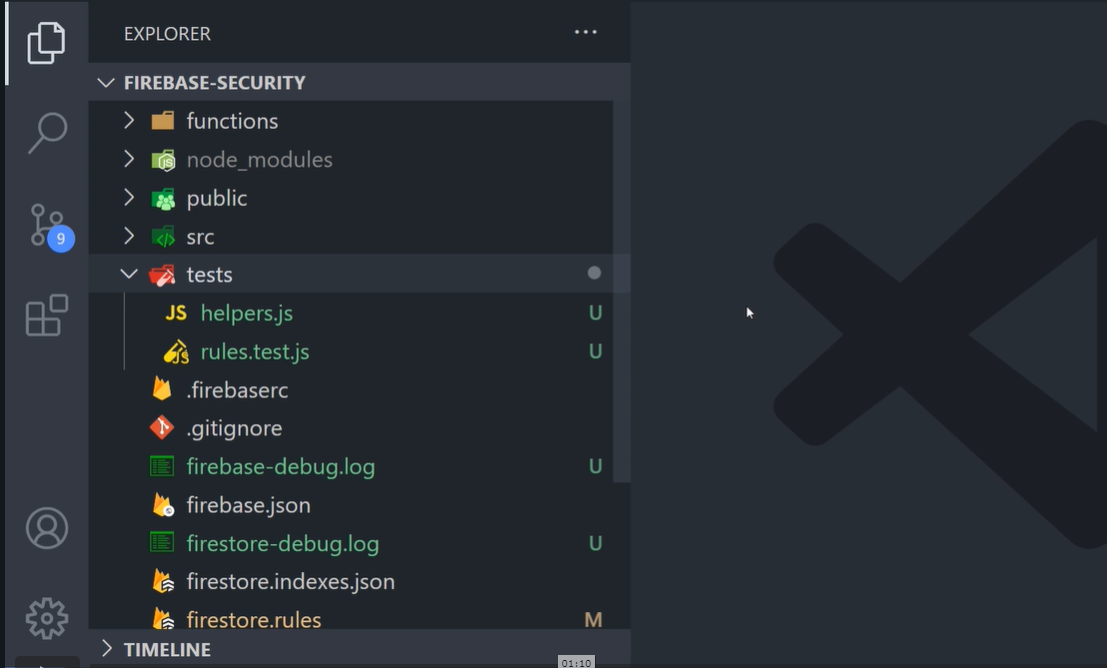 EXPLORER
FIREBASE-SECURITY
functions
node_modules
public
src
9
tests
JS helpers.js U
rules.test.js U
.firebaserc
.gitignore
firebase-debug.log U
firebase.json
firestore-debug.log U
firestore.indexes.json
firestore.rules M
TIMELINE
01:10